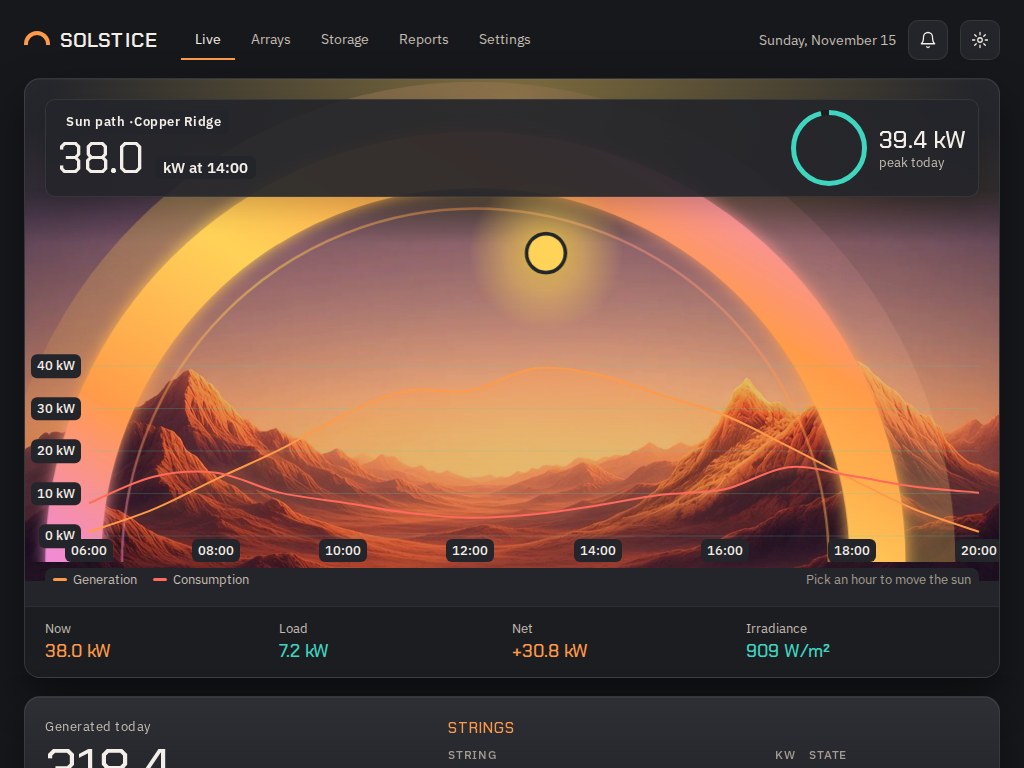 SOLSTICE Live Arrays Storage Reports Settings Sunday, November 15
Sun path ·Copper Ridge
38.0 kW at 14:00
39.4 kW
peak today
40 kW
30 kW
20 kW
10 kW
0 kW
06:00 08:00 10:00 12:00 14:00 16:00 18:00 20:00
Generation Consumption Pick an hour to move the sun
Now Load Net Irradiance
38.0 kW 7.2 kW +30.8 kW 909 W/m²
Generated today STRINGS
STRING KW STATE
318.4